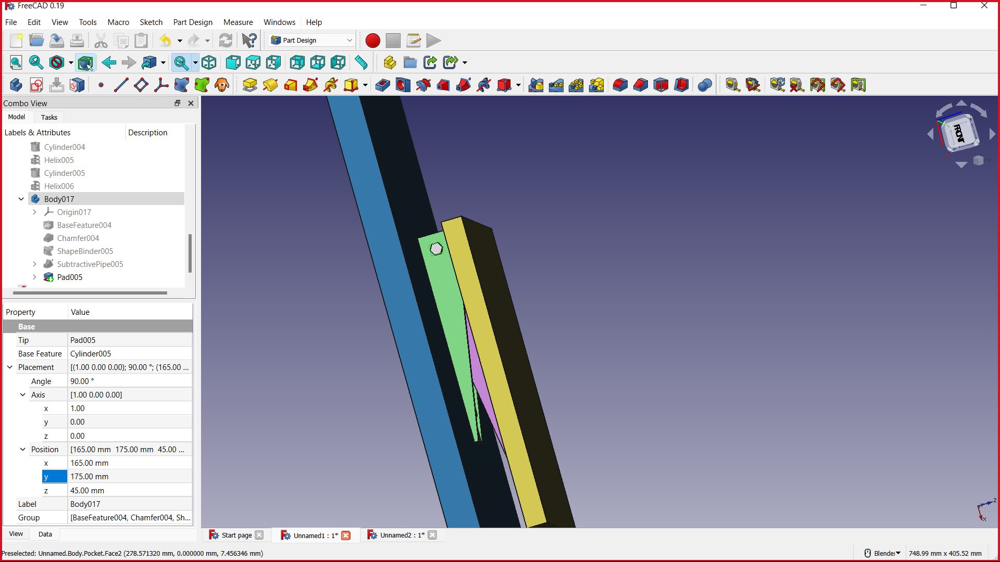 FreeCAD 0.19
File Edit View Tools Macro Sketch Part Design Measure Windows Help
Part Design
Combo View
Model Tasks
Labels & Attributes Description
Cylinder004
Helix005
Cylinder005
Helix006
Body017
Origin017
BaseFeature004
Chamfer004
ShapeBinder005
SubtractivePipe005
Pad005
Property Value
Base
Tip Pad005
Base Feature Cylinder005
Placement [(1.00 0.00 0.00); 90.00 °; (165.00 ...
Angle 90.00 °
Axis [1.00 0.00 0.00]
x 1.00
y 0.00
z 0.00
Position [165.00 mm 175.00 mm 45.00 ...
x 165.00 mm
y 175.00 mm
z 45.00 mm
Label Body017
Group [BaseFeature004, Chamfer004, Sh...
View Data
FRONT
z
x
Start page Unnamed1 : 1* Unnamed2 : 1*
Preselected: Unnamed.Body.Pocket.Face2 (278.571320 mm, 0.000000 mm, 7.456346 mm)
Blender 748.99 mm x 405.52 mm